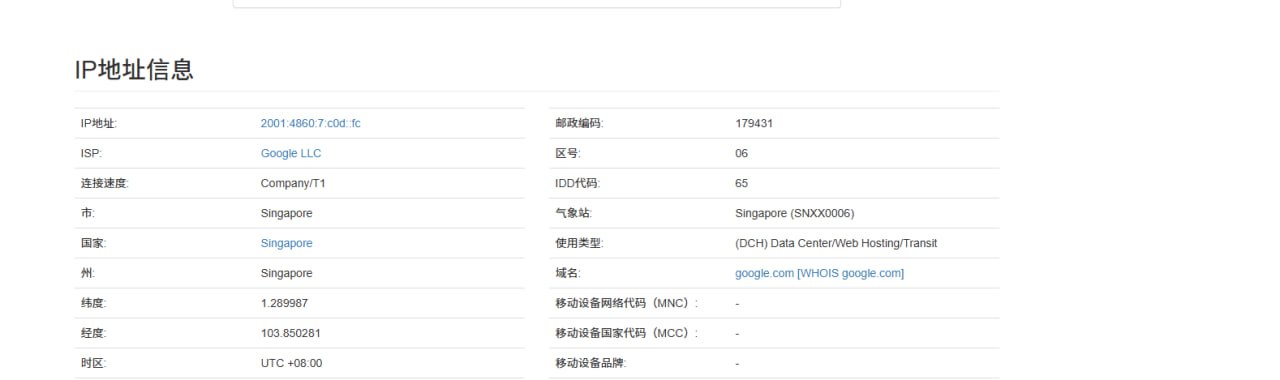 IP地址信息
IP地址: 2001:4860:7:c0d::fc 邮政编码: 179431
ISP: Google LLC 区号: 06
连接速度: Company/T1 IDD代码: 65
市: Singapore 气象站: Singapore (SNXX0006)
国家: Singapore 使用类型: (DCH) Data Center/Web Hosting/Transit
州: Singapore 域名: google.com [WHOIS google.com]
纬度: 1.289987 移动设备网络代码（MNC）: -
经度: 103.850281 移动设备国家代码（MCC）: -
时区: UTC +08:00 移动设备品牌: -